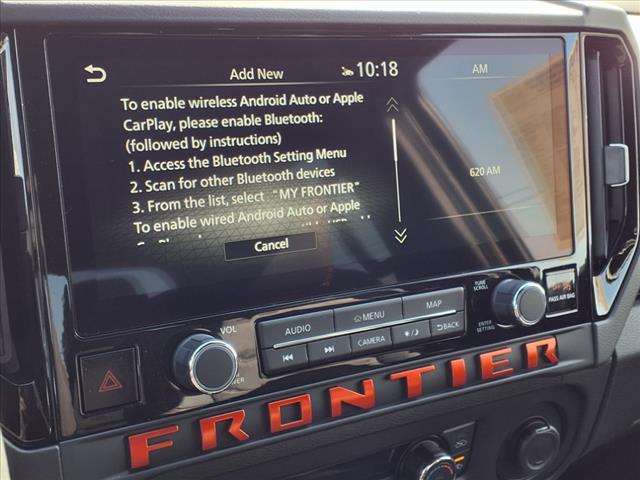 Add New
10:18
AM
To enable wireless Android Auto or Apple
CarPlay, please enable Bluetooth:
(followed by instructions)
1. Access the Bluetooth Setting Menu
2. Scan for other Bluetooth devices
3. From the list, select "MY FRONTIER"
To enable wired Android Auto or Apple
620 AM
Cancel
VOL
AUDIO
MENU
MAP
TUNE
SCROLL
PASS AIR BAG
CAMERA
BACK
ENTER
SETTING
POWER
FRONTIER